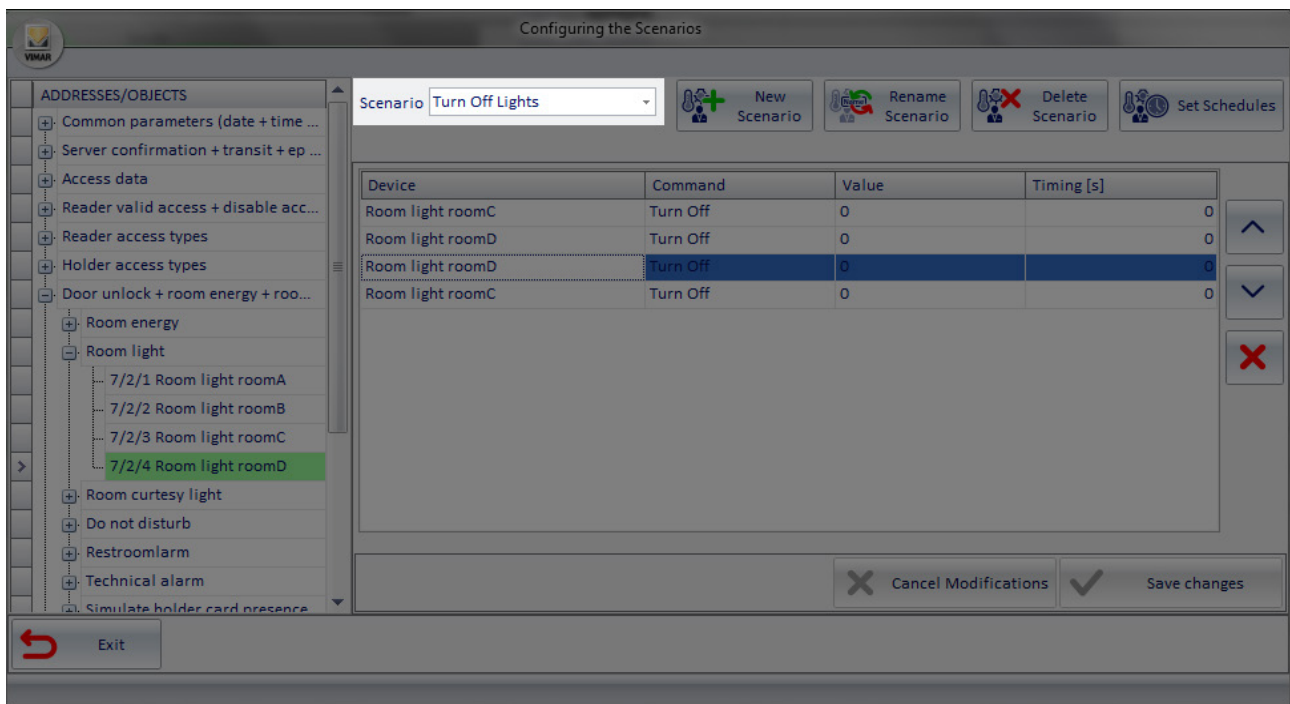 Configuring the Scenarios
VIMAR
ADDRESSES/OBJECTS
Common parameters (date + time ...
Server confirmation + transit + ep ...
Access data
Reader valid access + disable acc...
Reader access types
Holder access types
Door unlock + room energy + roo...
Room energy
Room light
7/2/1 Room light roomA
7/2/2 Room light roomB
7/2/3 Room light roomC
7/2/4 Room light roomD
Room curtesy light
Do not disturb
Restroomlarm
Technical alarm
Simulate holder card presence
Scenario Turn Off Lights
New Scenario
Rename Scenario
Delete Scenario
Set Schedules
Device Command Value Timing [s]
Room light roomC Turn Off 0 0
Room light roomD Turn Off 0 0
Room light roomD Turn Off 0 0
Room light roomC Turn Off 0 0
Cancel Modifications
Save changes
Exit